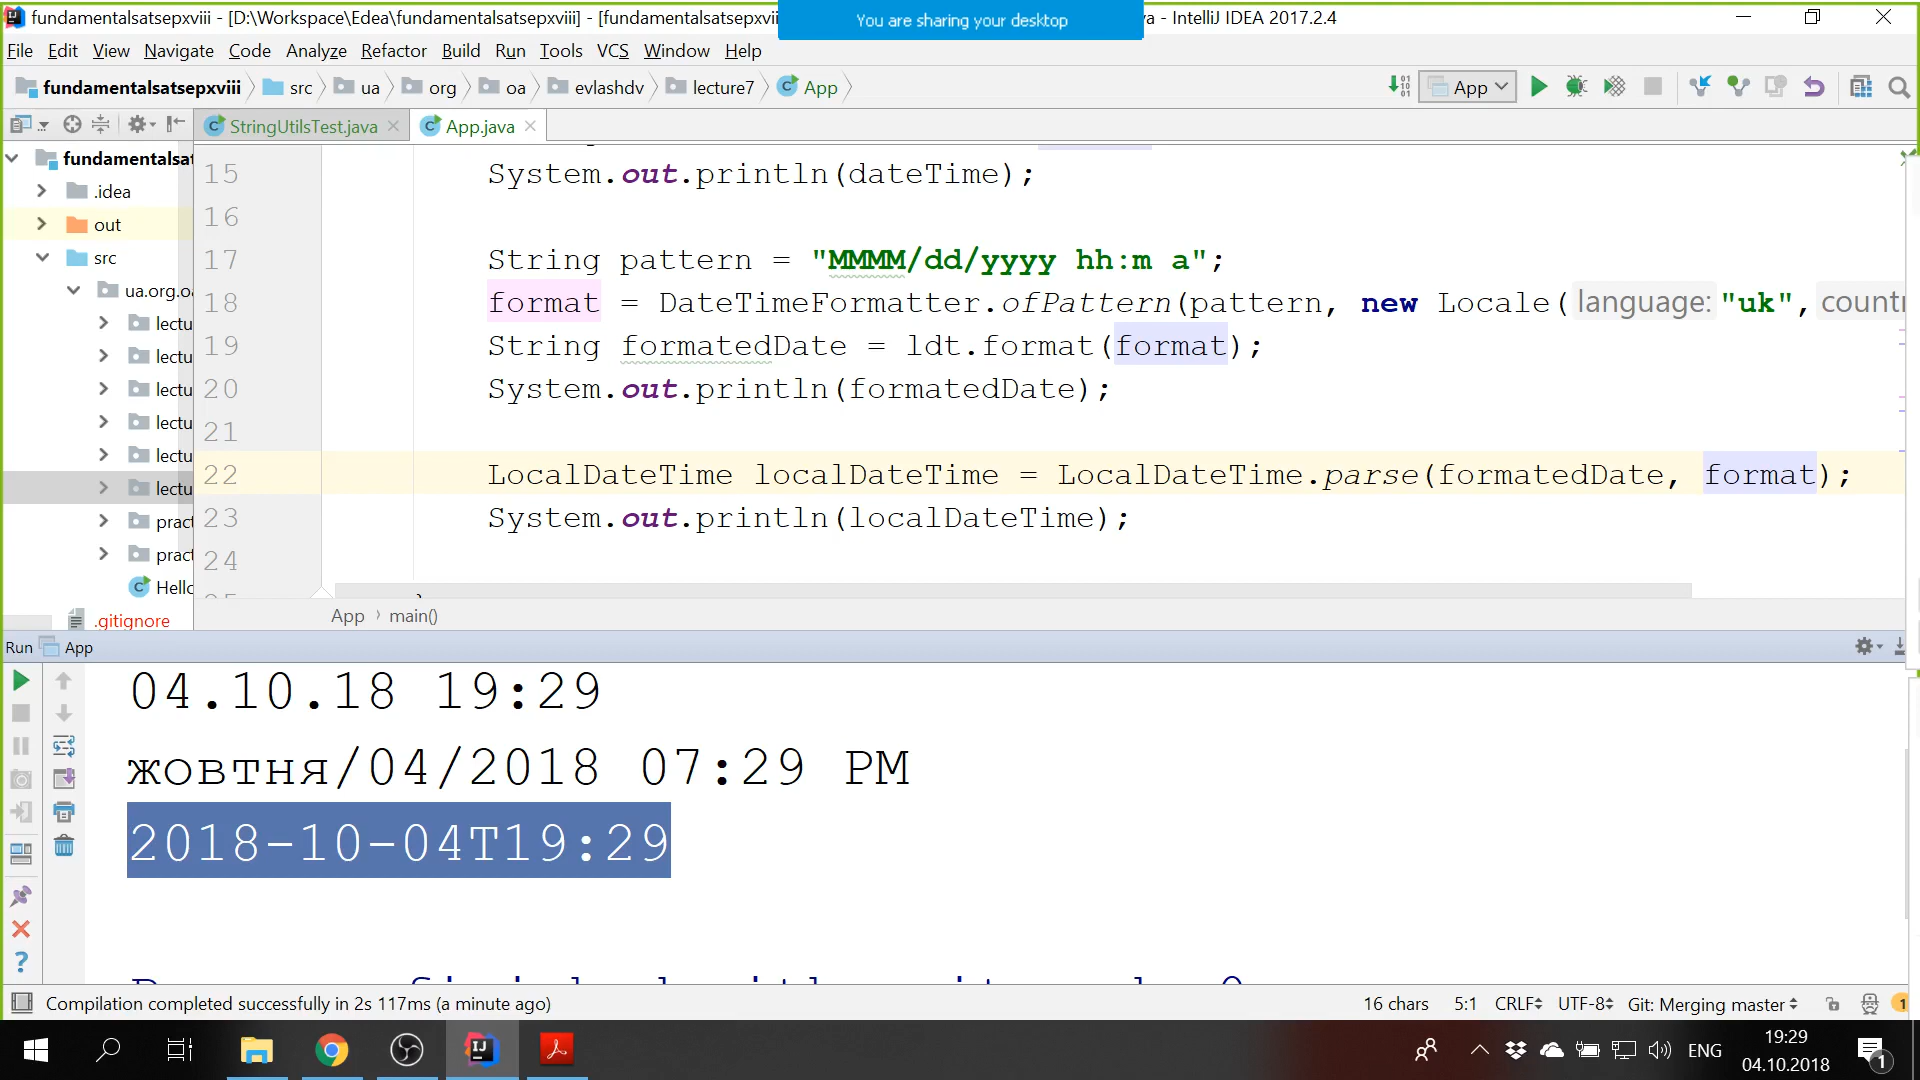 fundamentalsatsepxviii - [D:\Workspace\Edea\fundamentalsatsepxviii] - [fundamentalsatsepxvii
You are sharing your desktop
- IntelliJ IDEA 2017.2.4
File Edit View Navigate Code Analyze Refactor Build Run Tools VCS Window Help
fundamentalsatsepxviii src ua org oa evlashdv lecture7 App
App
StringUtilsTest.java App.java
fundamentalsat
.idea
out
src
ua.org.oa
lectu
lectu
lectu
lectu
lectu
lectu
pract
pract
Hello
.gitignore
15 System.out.println(dateTime);
16
17 String pattern = "MMMM/dd/yyyy hh:m a";
18 format = DateTimeFormatter.ofPattern(pattern, new Locale( language: "uk", countr
19 String formatedDate = ldt.format(format);
20 System.out.println(formatedDate);
21
22 LocalDateTime localDateTime = LocalDateTime.parse(formatedDate, format);
23 System.out.println(localDateTime);
24
App › main()
Run App
04.10.18 19:29
жовтня/04/2018 07:29 PM
2018-10-04T19:29
Compilation completed successfully in 2s 117ms (a minute ago)
16 chars 5:1 CRLF UTF-8 Git: Merging master 1
ENG
19:29
04.10.2018
1